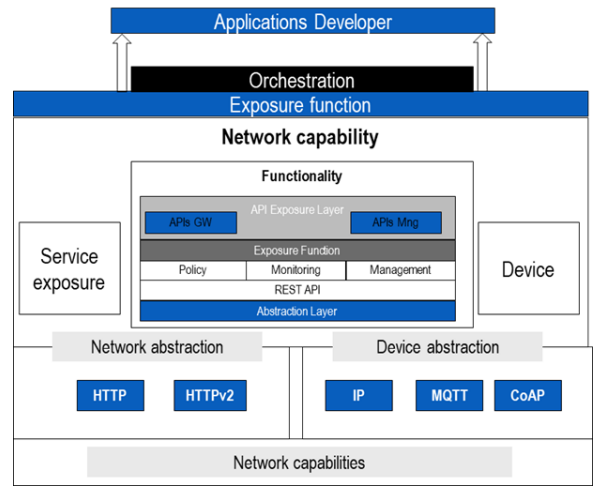 Applications Developer
Orchestration
Exposure function
Network capability
Functionality
API Exposure Layer
APIs GW
APIs Mng
Exposure Function
Policy
Monitoring
Management
REST API
Abstraction Layer
Service
exposure
Device
Network abstraction
Device abstraction
HTTP
HTTPv2
IP
MQTT
CoAP
Network capabilities